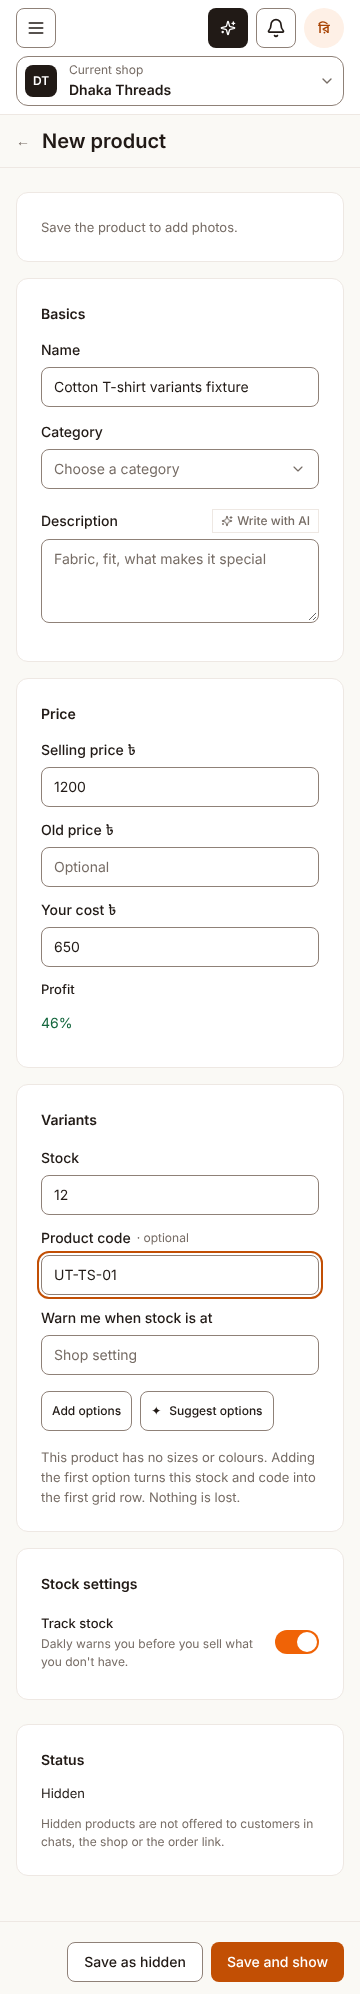 রি
DT
Current shop
Dhaka Threads
← New product
Save the product to add photos.
Basics
Name
Cotton T-shirt variants fixture
Category
Choose a category
Description
Write with AI
Fabric, fit, what makes it special
Price
Selling price ৳
1200
Old price ৳
Optional
Your cost ৳
650
Profit
46%
Variants
Stock
12
Product code · optional
UT-TS-01
Warn me when stock is at
Shop setting
Add options
✦ Suggest options
This product has no sizes or colours. Adding
the first option turns this stock and code into
the first grid row. Nothing is lost.
Stock settings
Track stock
Dakly warns you before you sell what
you don't have.
Status
Hidden
Hidden products are not offered to customers in
chats, the shop or the order link.
Save as hidden
Save and show